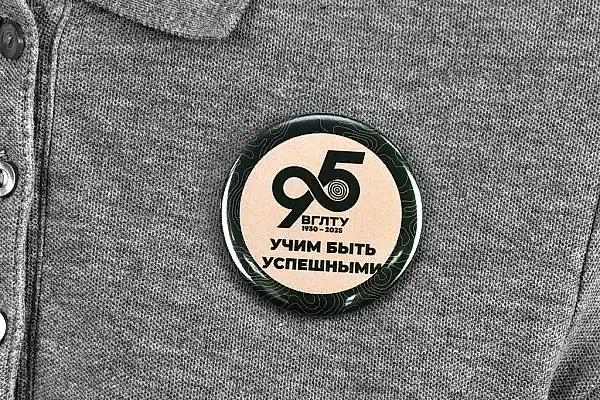 95
ВГЛТУ
1930 – 2025
УЧИМ БЫТЬ
УСПЕШНЫМИ